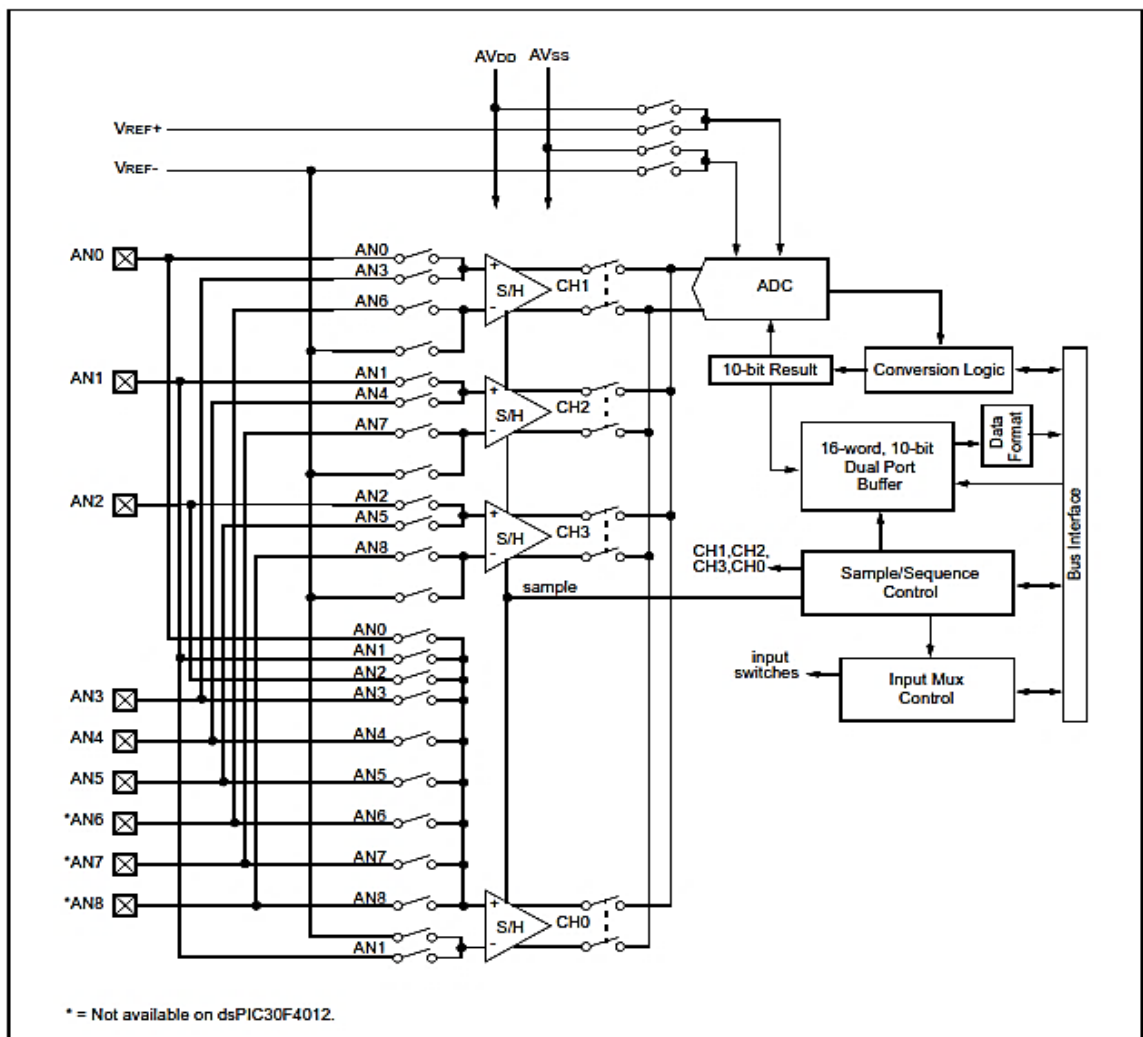 AVDD AVSS
VREF+
VREF-
AN0
AN0
AN3
AN6
+
S/H
-
CH1
ADC
10-bit Result
Conversion Logic
AN1
AN1
AN4
AN7
+
S/H
-
CH2
16-word, 10-bit
Dual Port
Buffer
Data
Format
Bus Interface
AN2
AN2
AN5
AN8
+
S/H
-
CH3
CH1,CH2,
CH3,CH0
Sample/Sequence
Control
sample
input
switches
Input Mux
Control
AN0
AN1
AN2
AN3
AN3
AN4
AN4
AN5
AN5
*AN6
AN6
*AN7
AN7
*AN8
AN8
AN1
+
S/H
-
CH0
* = Not available on dsPIC30F4012.